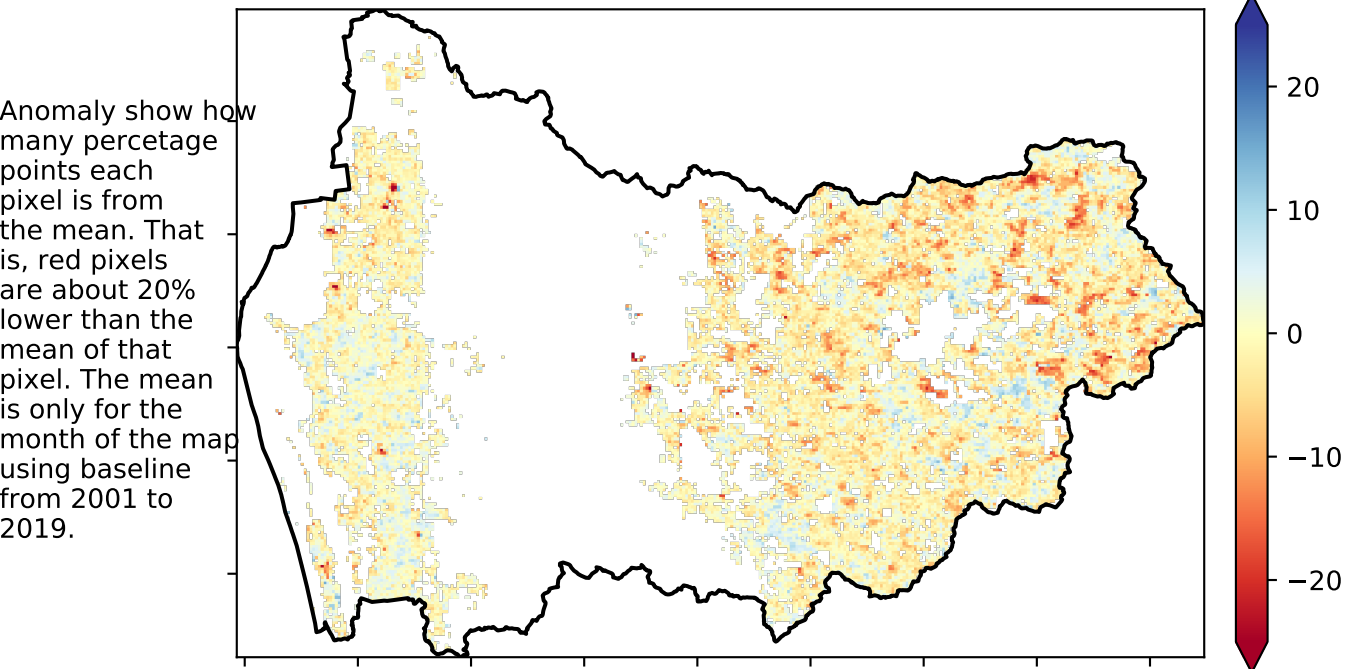 Anomaly show how
many percetage
points each
pixel is from
the mean. That
is, red pixels
are about 20%
lower than the
mean of that
pixel. The mean
is only for the
month of the map
using baseline
from 2001 to
2019.
20
10
0
−10
−20